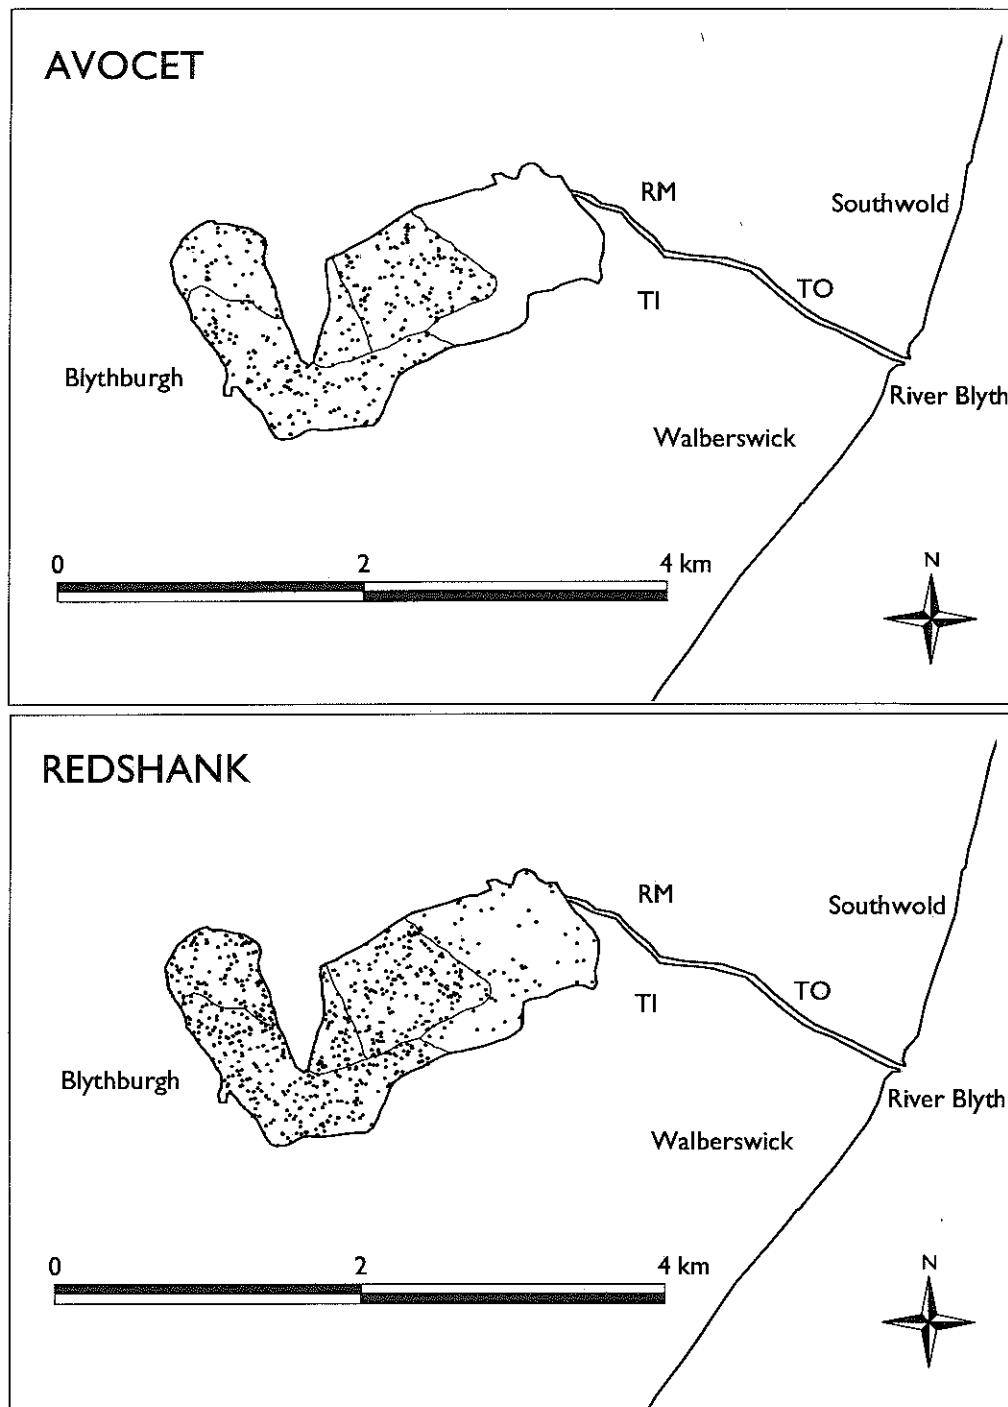 AVOCET
RM
Southwold
TI
TO
Blythburgh
River Blyth
Walberswick
0 2 4 km
N
REDSHANK
RM
Southwold
TI
TO
Blythburgh
River Blyth
Walberswick
0 2 4 km
N